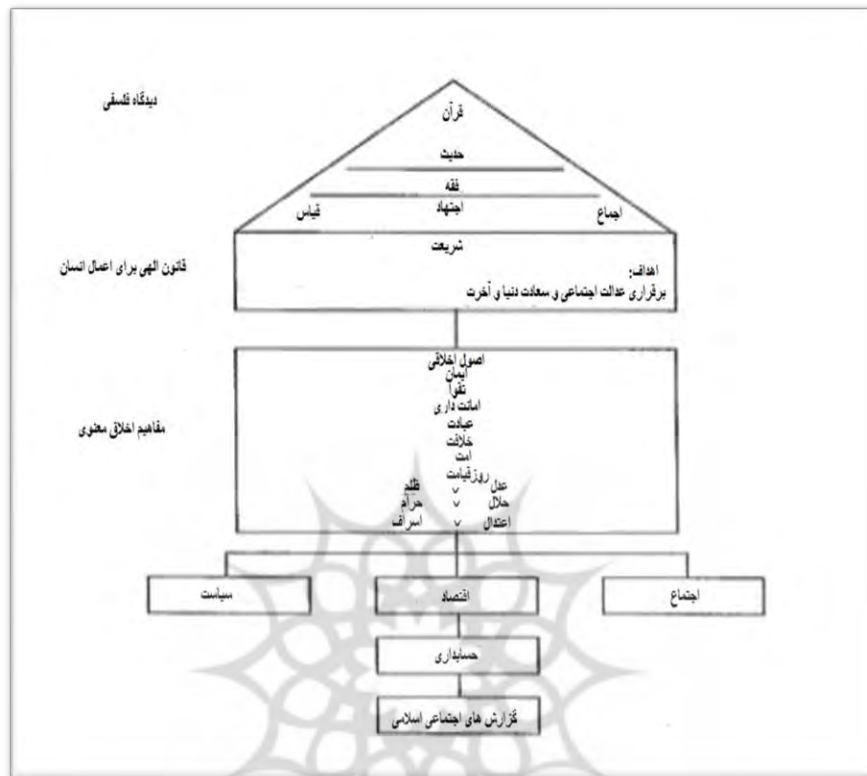 دیدگاه فلسفی
قرآن
حدیث
فقه
اجماع اجتهاد قیاس
شریعت
قانون الهی برای اعمال انسان
اهداف:
برقراری عدالت اجتماعی و سعادت دنیا و آخرت
اصول اخلاقی
ایمان
تقوا
امانت داری
مفاهیم اخلاق معنوی
عبادت
خلافت
امت
روز قیامت
عدل ˅ ظلم
حلال ˅ حرام
اعتدال ˅ اسراف
اجتماع اقتصاد سیاست
حسابداری
گزارش های اجتماعی اسلامی